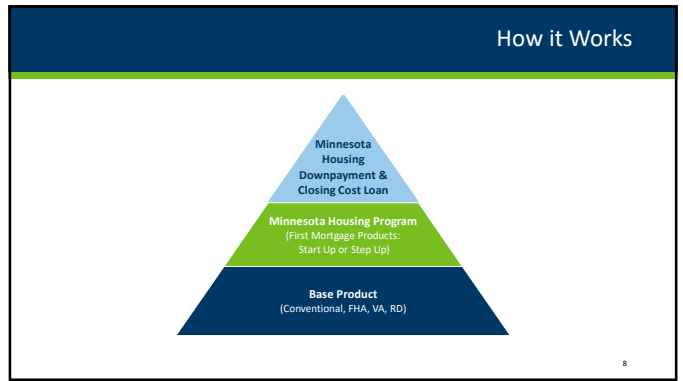 How it Works
Minnesota
Housing
Downpayment &
Closing Cost Loan
Minnesota Housing Program
(First Mortgage Products:
Start Up or Step Up)
Base Product
(Conventional, FHA, VA, RD)
8